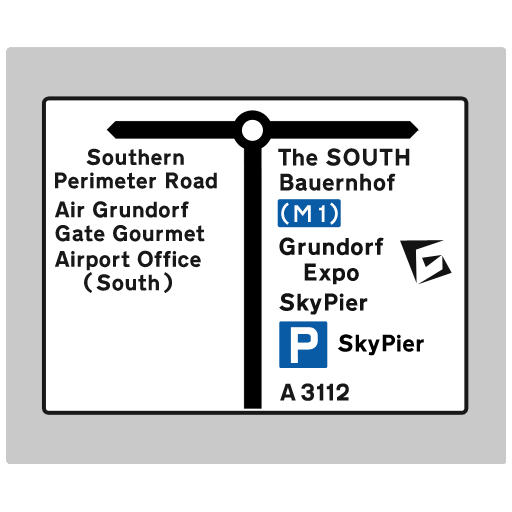 Southern
Perimeter Road
Air Grundorf
Gate Gourmet
Airport Office
(South)
The SOUTH
Bauernhof
(M1)
Grundorf
Expo
SkyPier
P SkyPier
A 3112